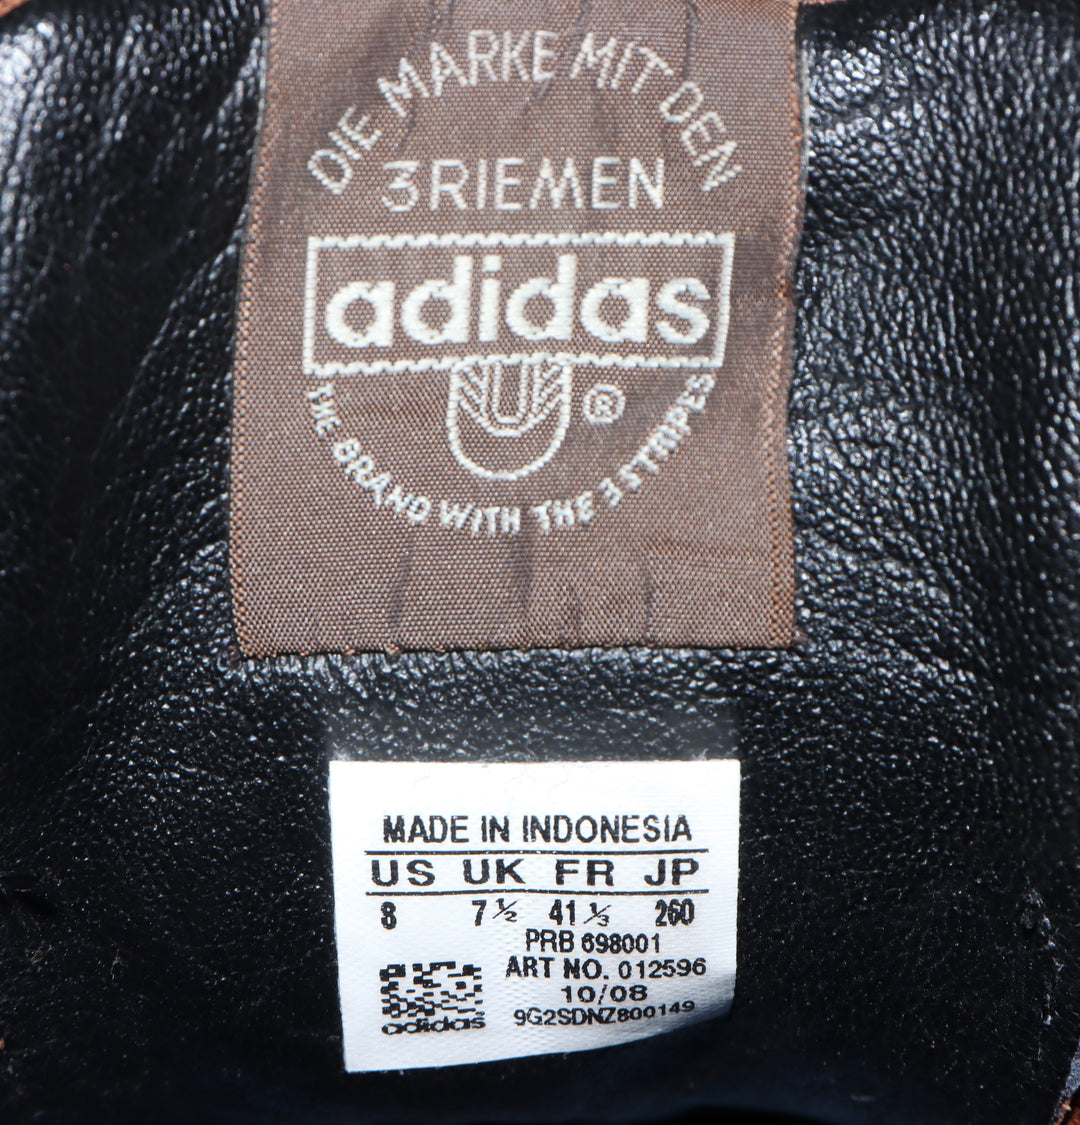 DIE MARKE MIT DEN
3RIEMEN
adidas
®
THE BRAND WITH THE 3 STRIPES
MADE IN INDONESIA
US UK FR JP
8 7½ 41⅓ 260
PRB 698001
ART NO. 012596
10/08
adidas 9G2SDNZ800149